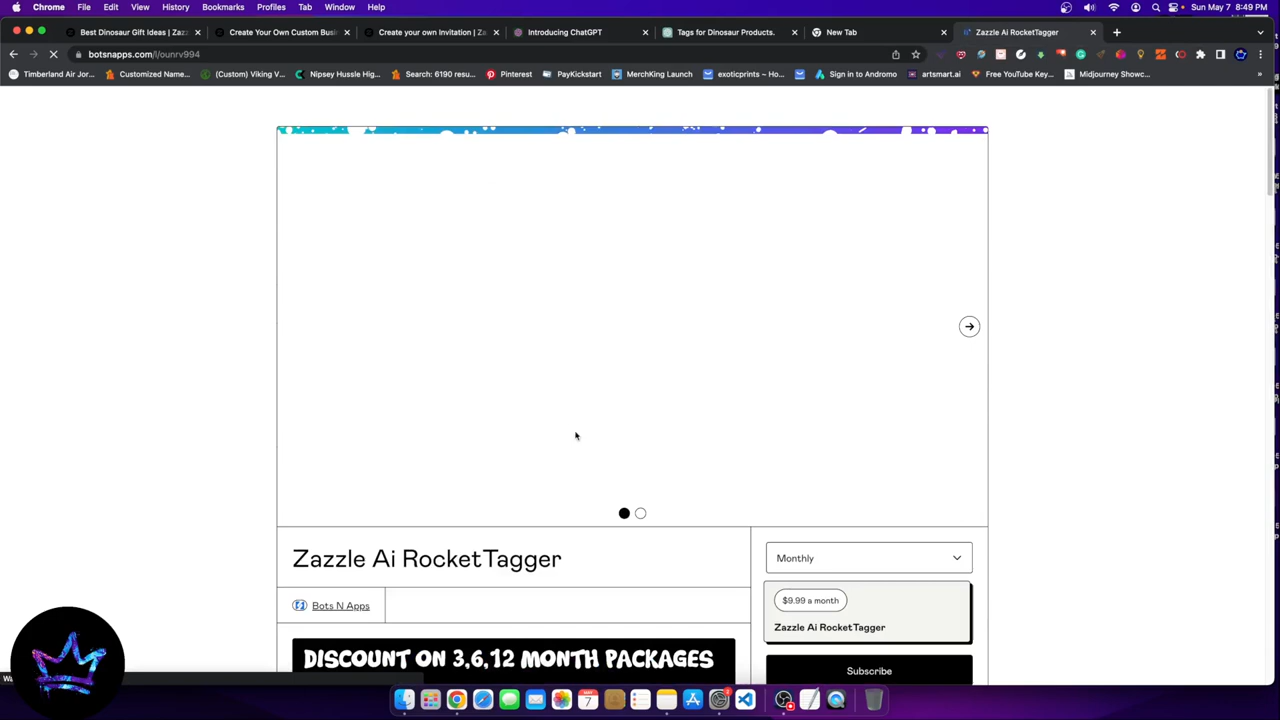 Chrome File Edit View History Bookmarks Profiles Tab Window Help Sun May 7 8:49 PM
Best Dinosaur Gift Ideas | Zazz Create Your Own Custom Busi Create your own Invitation | Za Introducing ChatGPT Tags for Dinosaur Products. New Tab Zazzle Ai RocketTagger
botsnapps.com/l/ounrv994
Timberland Air Jor... Customized Name... (Custom) Viking V... Nipsey Hussle Hig... Search: 6190 resu... Pinterest PayKickstart MerchKing Launch exoticprints – Ho... Sign in to Andromo artsmart.ai Free YouTube Key... Midjourney Showc... »
Zazzle Ai RocketTagger
Bots N Apps
DISCOUNT ON 3,6,12 MONTH PACKAGES
Monthly
$9.99 a month
Zazzle Ai RocketTagger
Subscribe